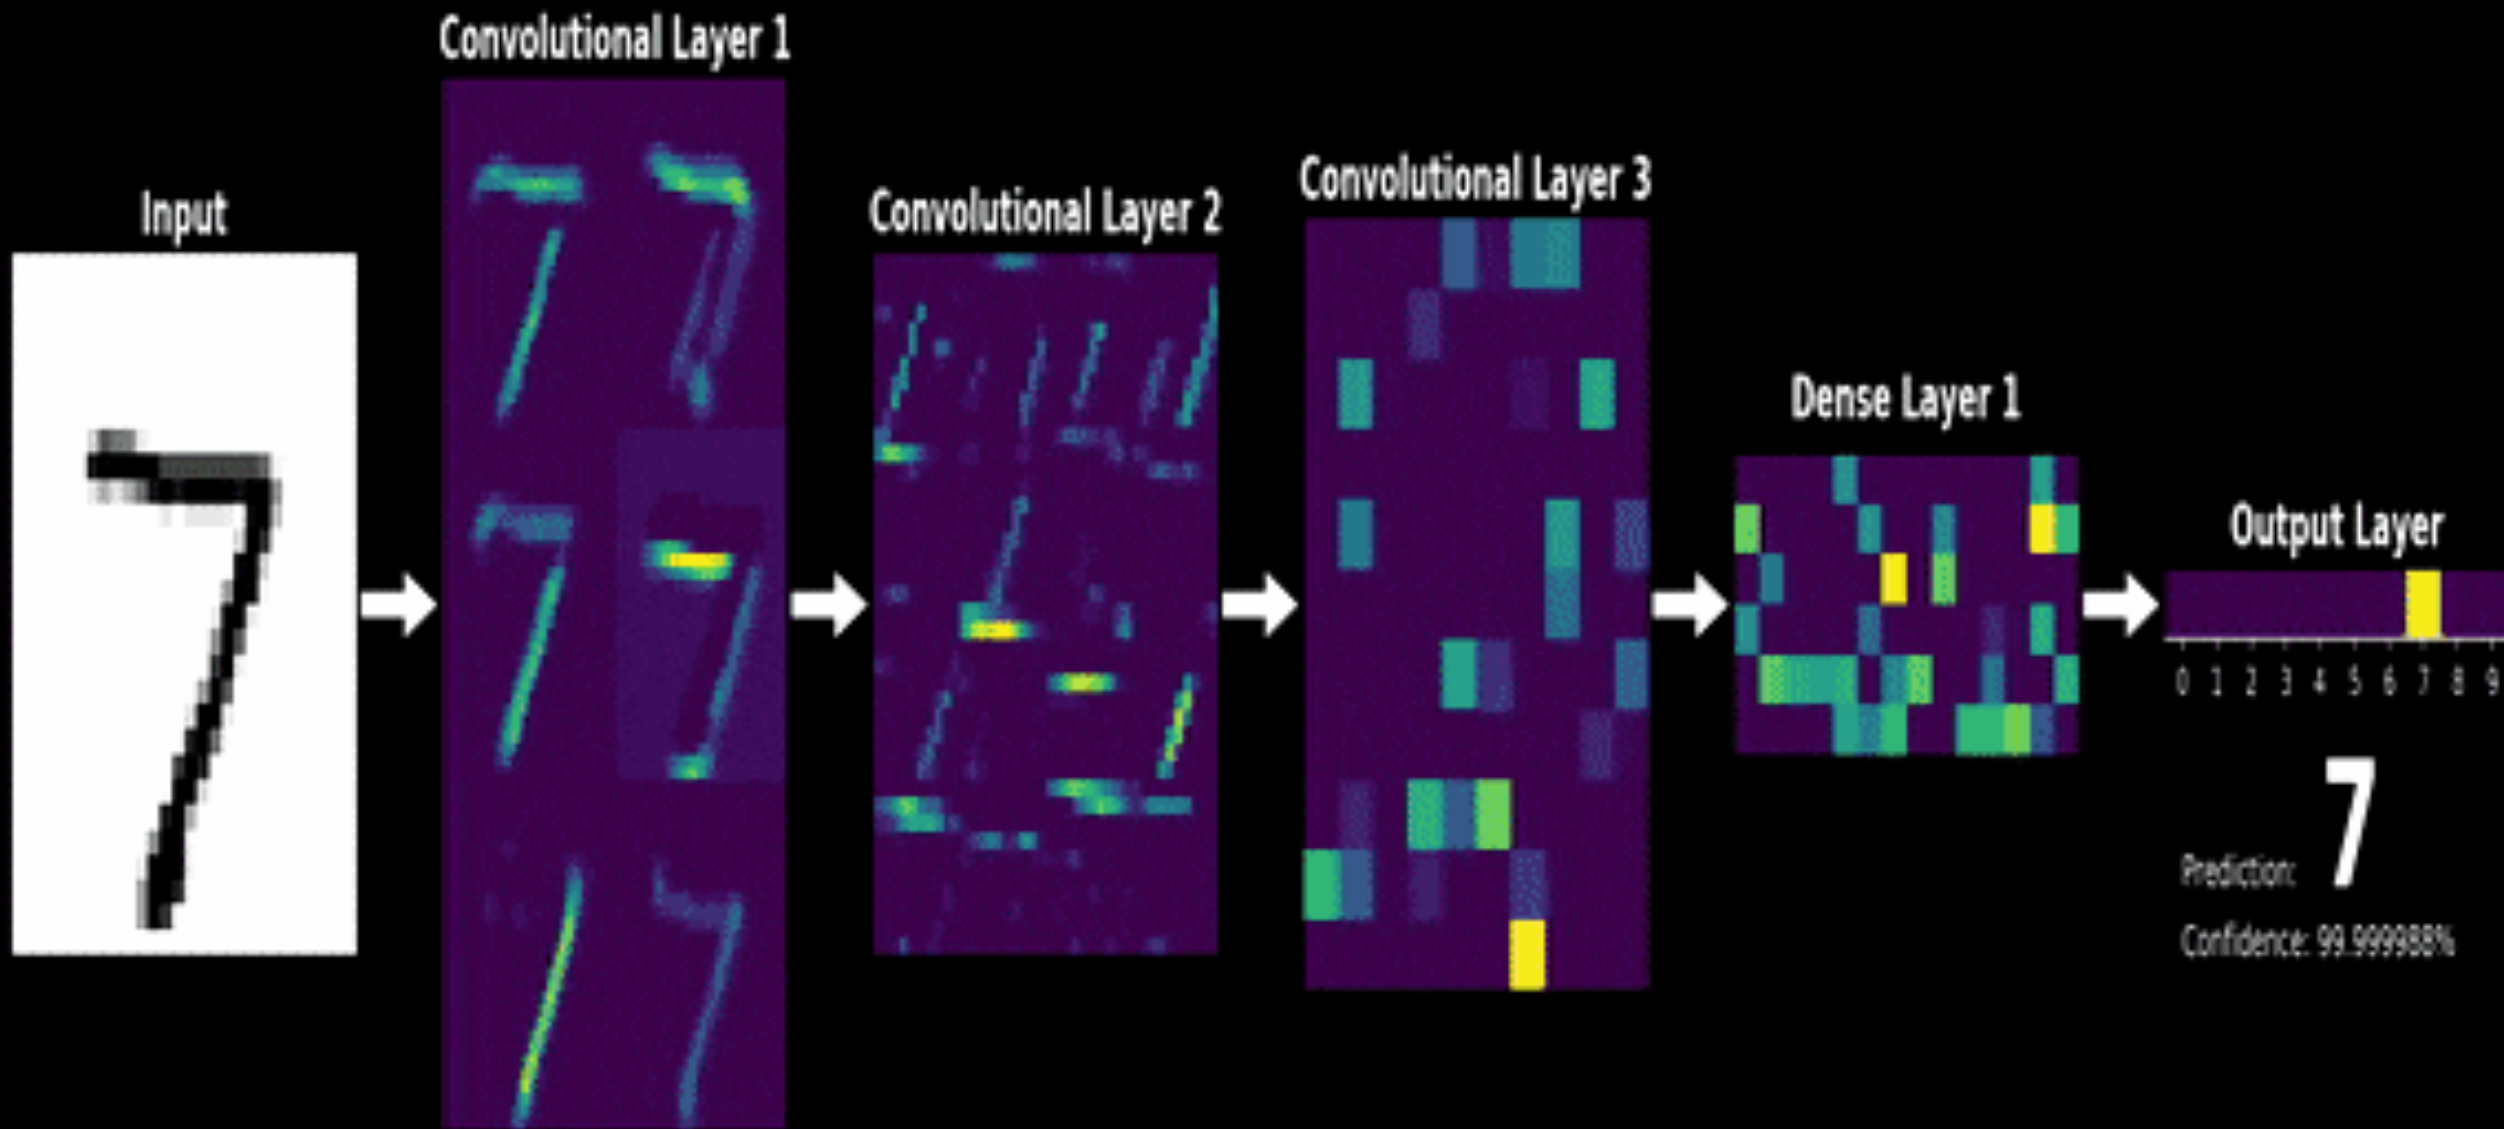 Input
7
Convolutional Layer 1
Convolutional Layer 2
Convolutional Layer 3
Dense Layer 1
Output Layer
0 1 2 3 4 5 6 7 8 9
Prediction: 7
Confidence: 99.999988%